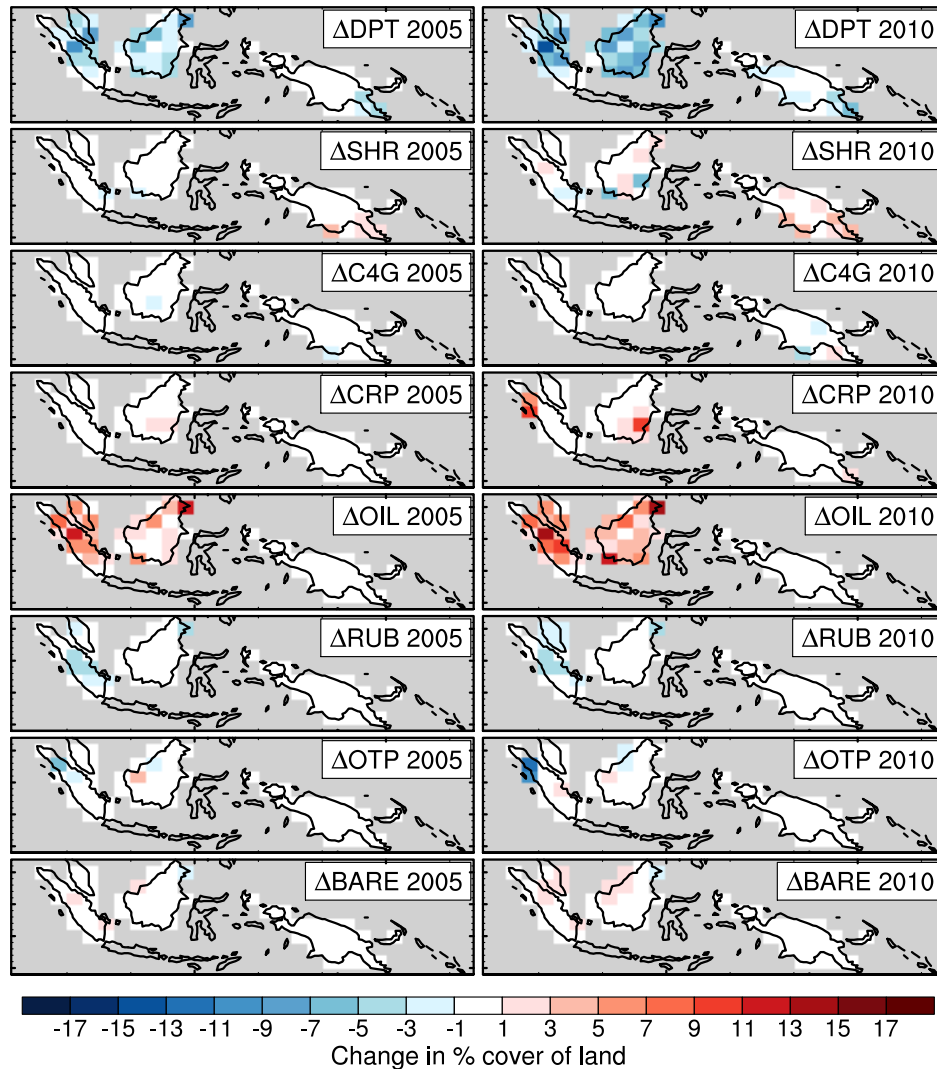 ΔDPT 2005
ΔDPT 2010
ΔSHR 2005
ΔSHR 2010
ΔC4G 2005
ΔC4G 2010
ΔCRP 2005
ΔCRP 2010
ΔOIL 2005
ΔOIL 2010
ΔRUB 2005
ΔRUB 2010
ΔOTP 2005
ΔOTP 2010
ΔBARE 2005
ΔBARE 2010
-17 -15 -13 -11 -9 -7 -5 -3 -1 1 3 5 7 9 11 13 15 17
Change in % cover of land